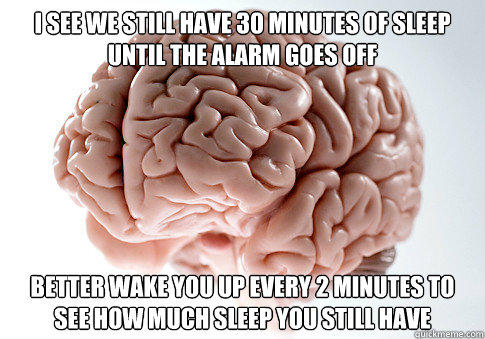 I SEE WE STILL HAVE 30 MINUTES OF SLEEP
UNTIL THE ALARM GOES OFF
BETTER WAKE YOU UP EVERY 2 MINUTES TO
SEE HOW MUCH SLEEP YOU STILL HAVE
quickmeme.com